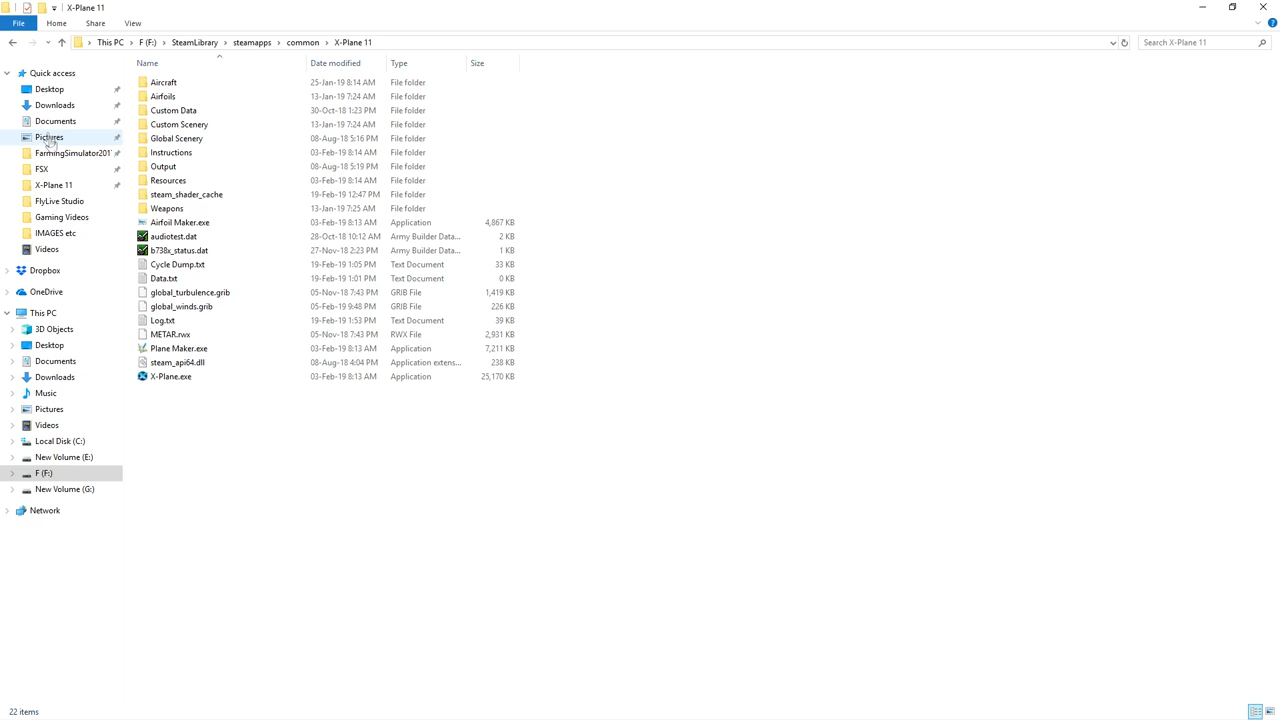 X-Plane 11
File Home Share View
This PC F (F:) SteamLibrary steamapps common X-Plane 11 Search X-Plane 11
Name Date modified Type Size
Quick access
Desktop
Downloads
Documents
Pictures
FarmingSimulator201
FSX
X-Plane 11
FlyLive Studio
Gaming Videos
IMAGES etc
Videos
Dropbox
OneDrive
This PC
3D Objects
Desktop
Documents
Downloads
Music
Pictures
Videos
Local Disk (C:)
New Volume (E:)
F (F:)
New Volume (G:)
Network
Aircraft 25-Jan-19 8:14 AM File folder
Airfoils 13-Jan-19 7:24 AM File folder
Custom Data 30-Oct-18 1:23 PM File folder
Custom Scenery 13-Jan-19 7:24 AM File folder
Global Scenery 08-Aug-18 5:16 PM File folder
Instructions 03-Feb-19 8:14 AM File folder
Output 08-Aug-18 5:19 PM File folder
Resources 03-Feb-19 8:14 AM File folder
steam_shader_cache 19-Feb-19 12:47 PM File folder
Weapons 13-Jan-19 7:25 AM File folder
Airfoil Maker.exe 03-Feb-19 8:13 AM Application 4,867 KB
audiotest.dat 28-Oct-18 10:12 AM Army Builder Data... 2 KB
b738x_status.dat 27-Nov-18 2:23 PM Army Builder Data... 1 KB
Cycle Dump.txt 19-Feb-19 1:05 PM Text Document 33 KB
Data.txt 19-Feb-19 1:01 PM Text Document 0 KB
global_turbulence.grib 05-Nov-18 7:43 PM GRIB File 1,419 KB
global_winds.grib 05-Feb-19 9:48 PM GRIB File 226 KB
Log.txt 19-Feb-19 1:53 PM Text Document 39 KB
METAR.rwx 05-Nov-18 7:43 PM RWX File 2,931 KB
Plane Maker.exe 03-Feb-19 8:13 AM Application 7,211 KB
steam_api64.dll 08-Aug-18 4:04 PM Application extens... 238 KB
X-Plane.exe 03-Feb-19 8:13 AM Application 25,170 KB
22 items